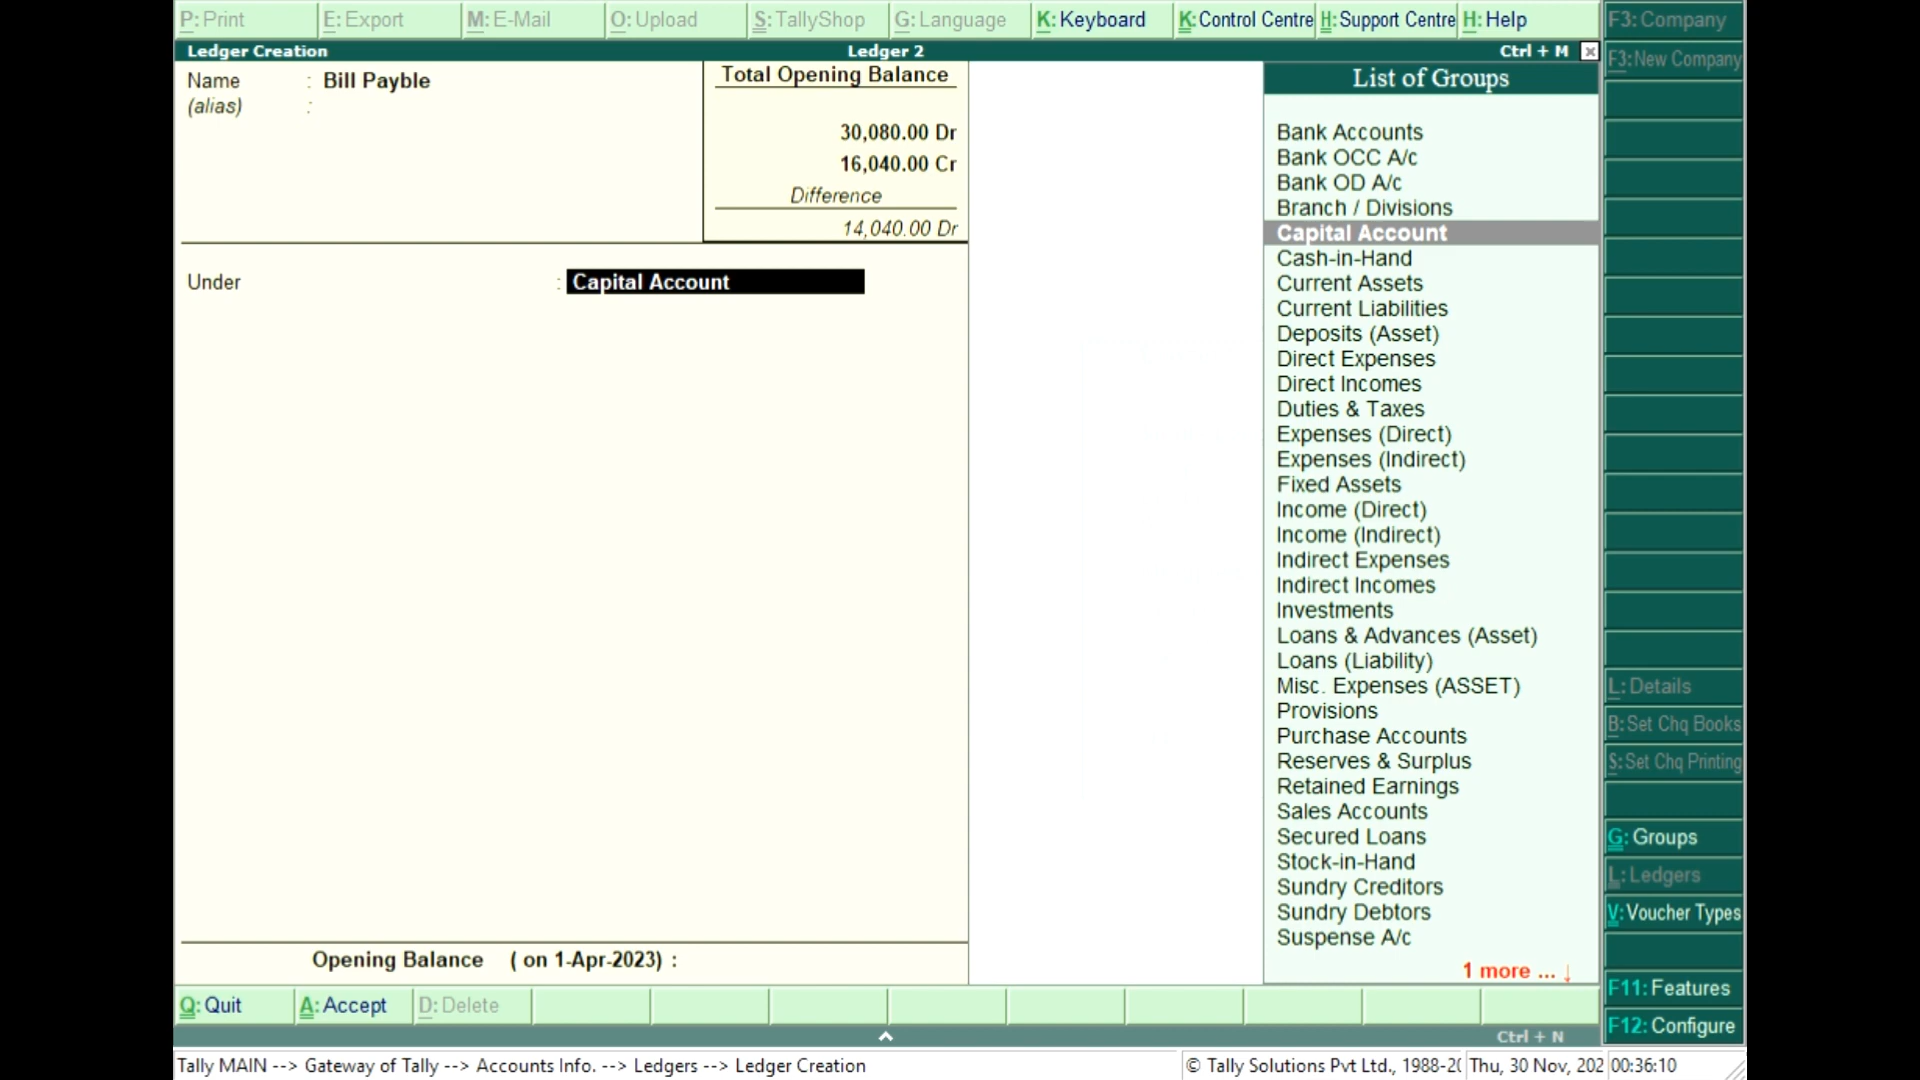 P: Print E: Export M: E-Mail O: Upload S: TallyShop G: Language K: Keyboard K: Control Centre H: Support Centre H: Help F3: Company
Ledger Creation Ledger 2 Ctrl + M
F3: New Company
Name : Bill Payble
(alias) :
Total Opening Balance
30,080.00 Dr
16,040.00 Cr
Difference
14,040.00 Dr
Under : Capital Account
Opening Balance ( on 1-Apr-2023) :
List of Groups
Bank Accounts
Bank OCC A/c
Bank OD A/c
Branch / Divisions
Capital Account
Cash-in-Hand
Current Assets
Current Liabilities
Deposits (Asset)
Direct Expenses
Direct Incomes
Duties & Taxes
Expenses (Direct)
Expenses (Indirect)
Fixed Assets
Income (Direct)
Income (Indirect)
Indirect Expenses
Indirect Incomes
Investments
Loans & Advances (Asset)
Loans (Liability)
Misc. Expenses (ASSET)
Provisions
Purchase Accounts
Reserves & Surplus
Retained Earnings
Sales Accounts
Secured Loans
Stock-in-Hand
Sundry Creditors
Sundry Debtors
Suspense A/c
1 more ... ↓
L: Details
B: Set Chq Books
S: Set Chq Printing
G: Groups
L: Ledgers
V: Voucher Types
F11: Features
F12: Configure
Q: Quit A: Accept D: Delete
Ctrl + N
Tally MAIN --> Gateway of Tally --> Accounts Info. --> Ledgers --> Ledger Creation © Tally Solutions Pvt Ltd., 1988-20 Thu, 30 Nov, 202 00:36:10